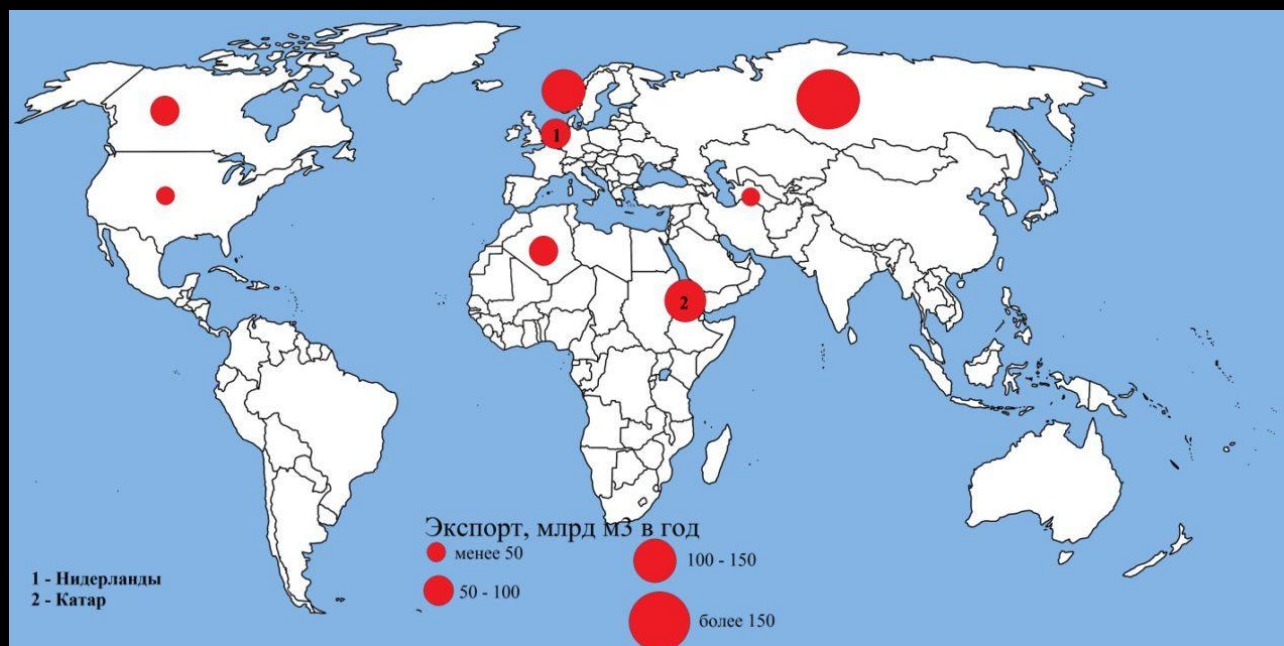 1
2
Экспорт, млрд м3 в год
менее 50
100 - 150
50 - 100
более 150
1 - Нидерланды
2 - Катар